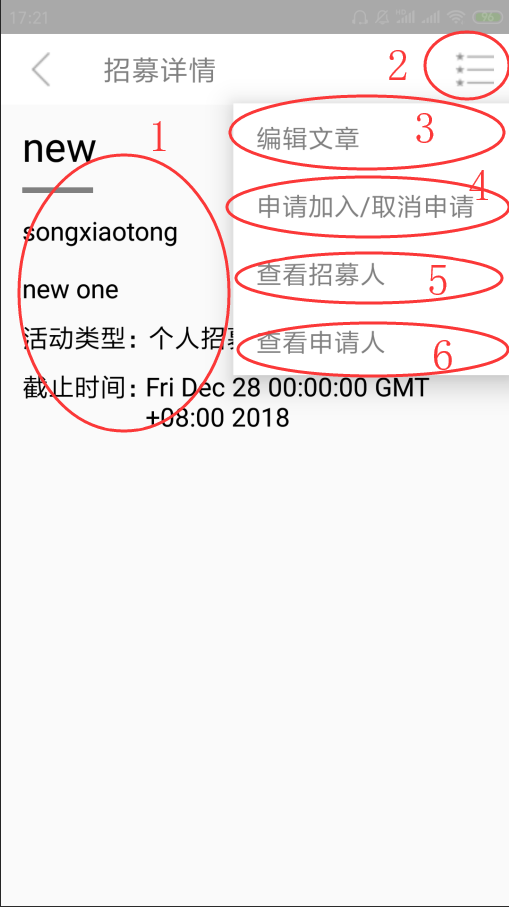 17:21 96
2
招募详情
1
3
new
编辑文章
4
申请加入/取消申请
songxiaotong
5
查看招募人
new one
活动类型：个人招募
6
查看申请人
截止时间：Fri Dec 28 00:00:00 GMT
+08:00 2018